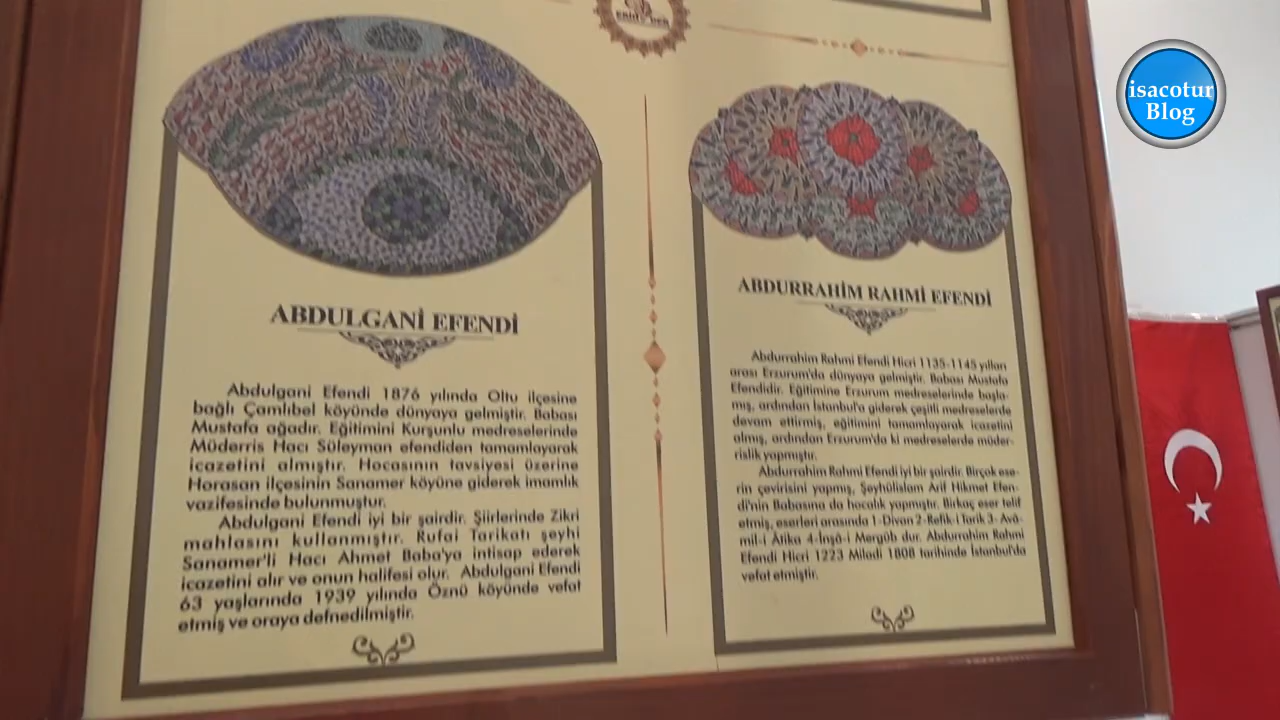 isacotur
Blog
ABDULGANİ EFENDİ
Abdulgani Efendi 1876 yılında Oltu ilçesine
bağlı Çamlıbel köyünde dünyaya gelmiştir. Babası
Mustafa ağadır. Eğitimini Kurşunlu medreselerinde
Müderris Hacı Süleyman efendiden tamamlayarak
icazetini almıştır. Hocasının tavsiyesi üzerine
Horasan ilçesinin Sanamer köyüne giderek imamlık
vazifesinde bulunmuştur.
Abdulgani Efendi iyi bir şairdir. Şiirlerinde Zikri
mahlasını kullanmıştır. Rufai Tarikatı şeyhi
Sanamer'li Hacı Ahmet Baba'ya intisap ederek
icazetini alır ve onun halifesi olur. Abdulgani Efendi
63 yaşlarında 1939 yılında Öznü köyünde vefat
etmiş ve oraya defnedilmiştir.
ABDURRAHİM RAHMİ EFENDİ
Abdurrahim Rahmi Efendi Hicri 1135-1145 yılları
arası Erzurum'da dünyaya gelmiştir. Babası Mustafa
Efendidir. Eğitimine Erzurum medreselerinde başla-
mış, ardından İstanbul'a giderek çeşitli medreselerde
devam ettirmiş, eğitimini tamamlayarak icazetini
almış, ardından Erzurum'da ki medreselerde müder-
rislik yapmıştır.
Abdurrahim Rahmi Efendi iyi bir şairdir. Birçok ese-
rin çevirisini yapmış, Şeyhülislam Arif Hikmet Efen-
di'nin Babasına da hocalık yapmıştır. Birkaç eser telif
etmiş, eserleri arasında 1-Divan 2-Refik-i Tarik 3-Avâ-
mil-i Âtika 4-İnşâ-i Mergûb dur. Abdurrahim Rahmi
Efendi Hicri 1223 Miladi 1808 tarihinde İstanbul'da
vefat etmiştir.